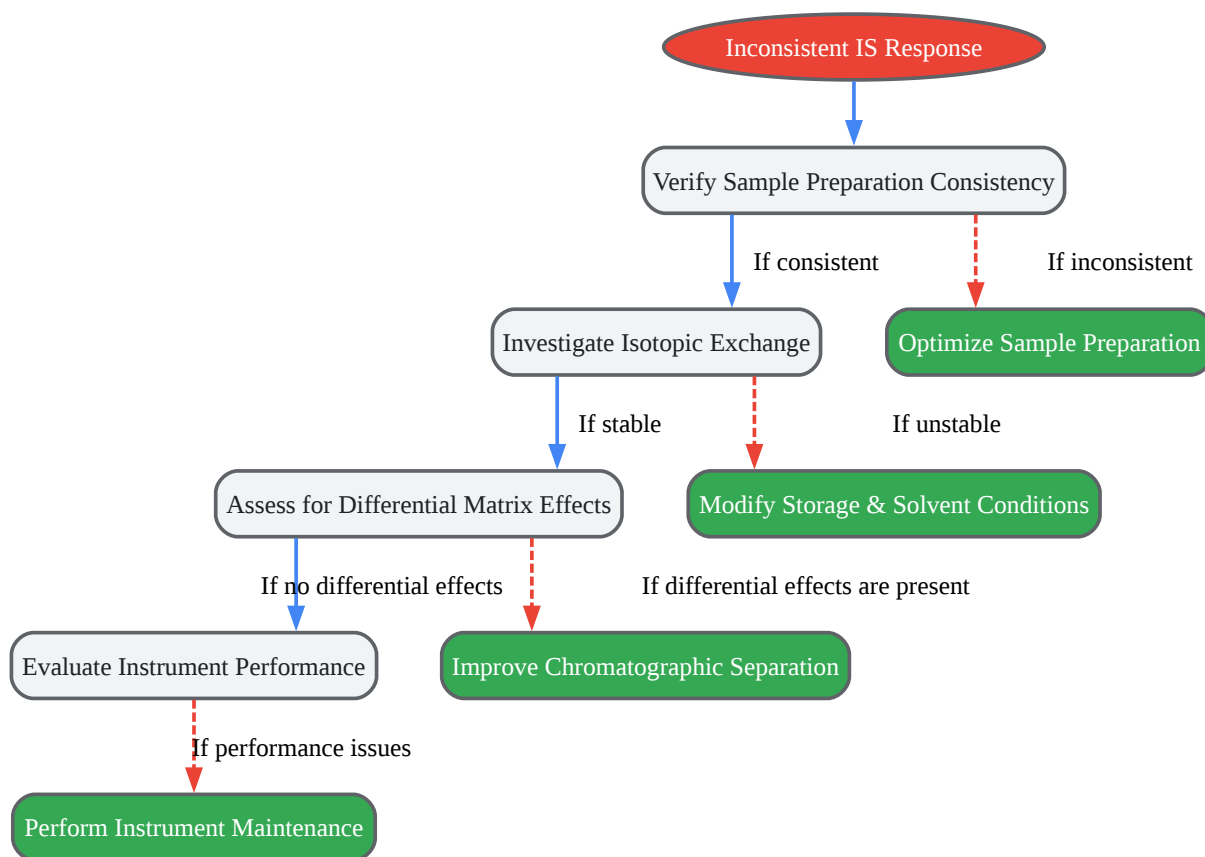 Inconsistent IS Response
Verify Sample Preparation Consistency
If consistent
If inconsistent
Investigate Isotopic Exchange
Optimize Sample Preparation
If stable
If unstable
Assess for Differential Matrix Effects
Modify Storage & Solvent Conditions
If no differential effects
If differential effects are present
Evaluate Instrument Performance
Improve Chromatographic Separation
If performance issues
Perform Instrument Maintenance